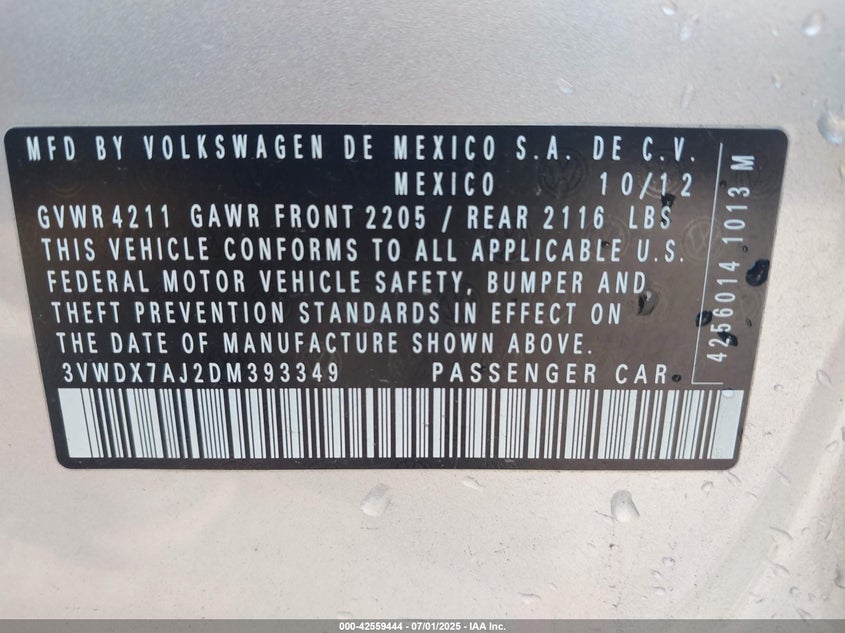 MFD BY VOLKSWAGEN DE MEXICO S.A. DE C.V.
MEXICO 10/12
GVWR 4211 GAWR FRONT 2205 / REAR 2116 LBS
THIS VEHICLE CONFORMS TO ALL APPLICABLE U.S.
FEDERAL MOTOR VEHICLE SAFETY, BUMPER AND
THEFT PREVENTION STANDARDS IN EFFECT ON
THE DATE OF MANUFACTURE SHOWN ABOVE.
3VWDX7AJ2DM393349 PASSENGER CAR
4256014 1013 M
000-42559444 / 07/01/2025 - IAA Inc.